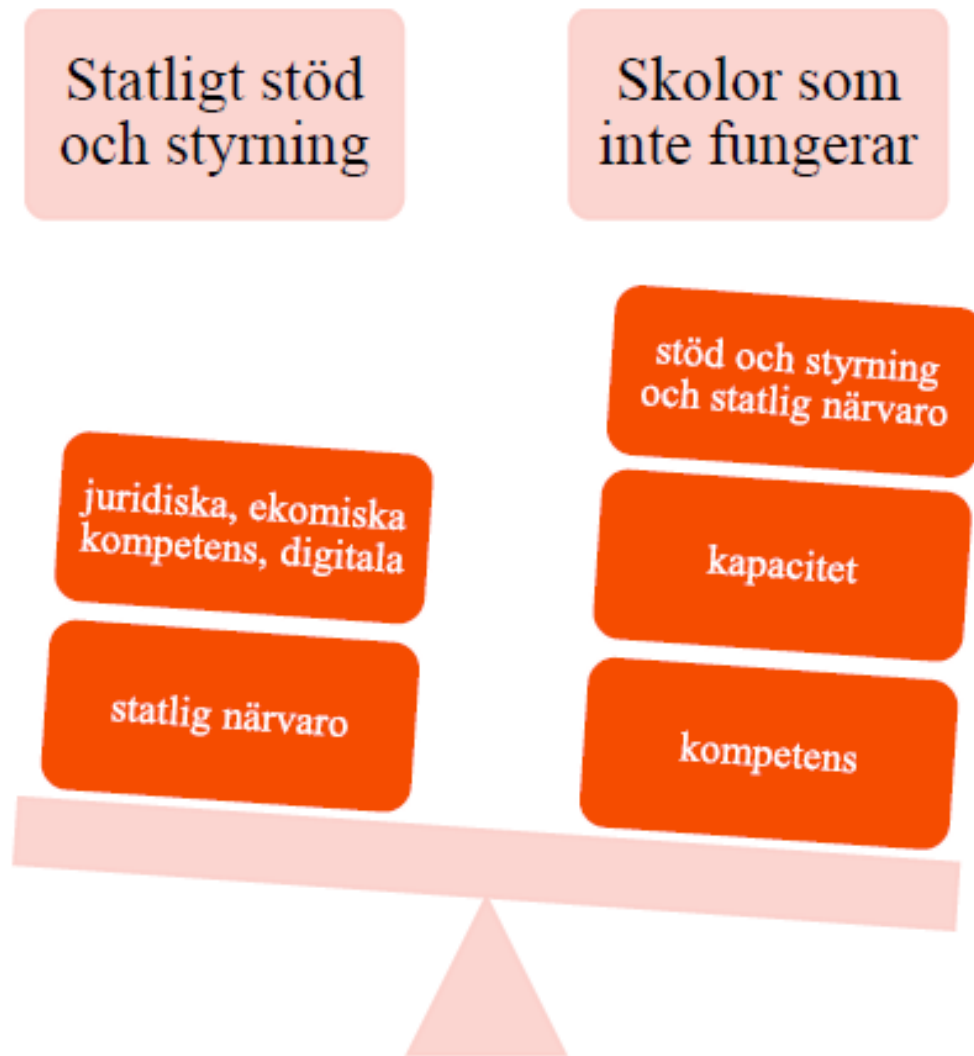 Statligt stöd
och styrning
Skolor som
inte fungerar
juridiska, ekomiska
kompetens, digitala
statlig närvaro
stöd och styrning
och statlig närvaro
kapacitet
kompetens